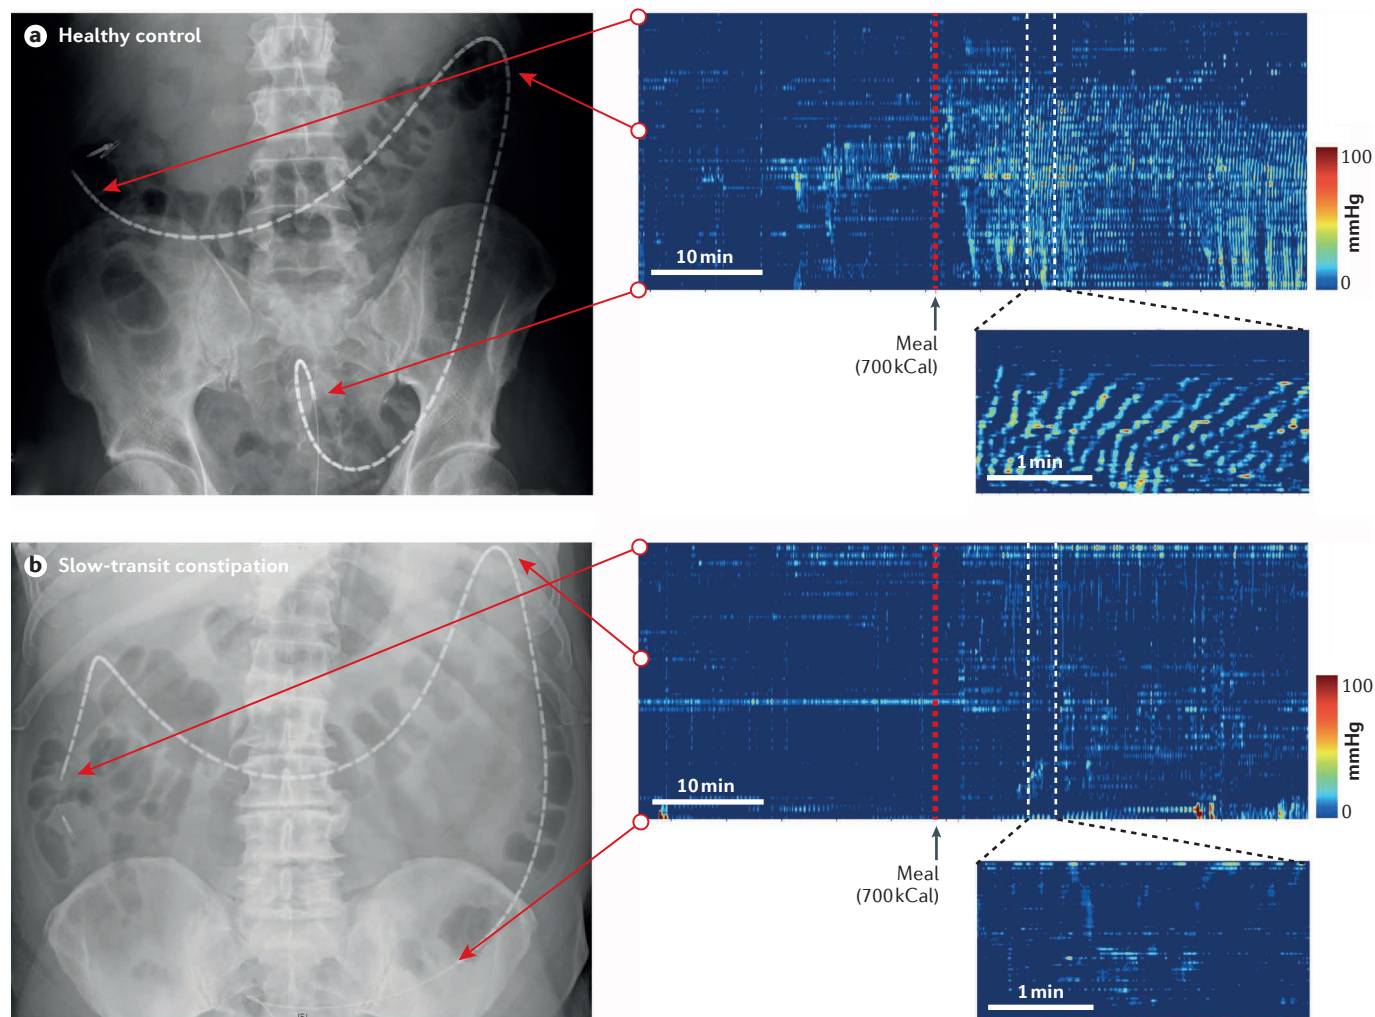 a Healthy control
10 min
100
mmHg
0
Meal
(700 kCal)
1 min
b Slow-transit constipation
10 min
100
mmHg
0
Meal
(700 kCal)
1 min